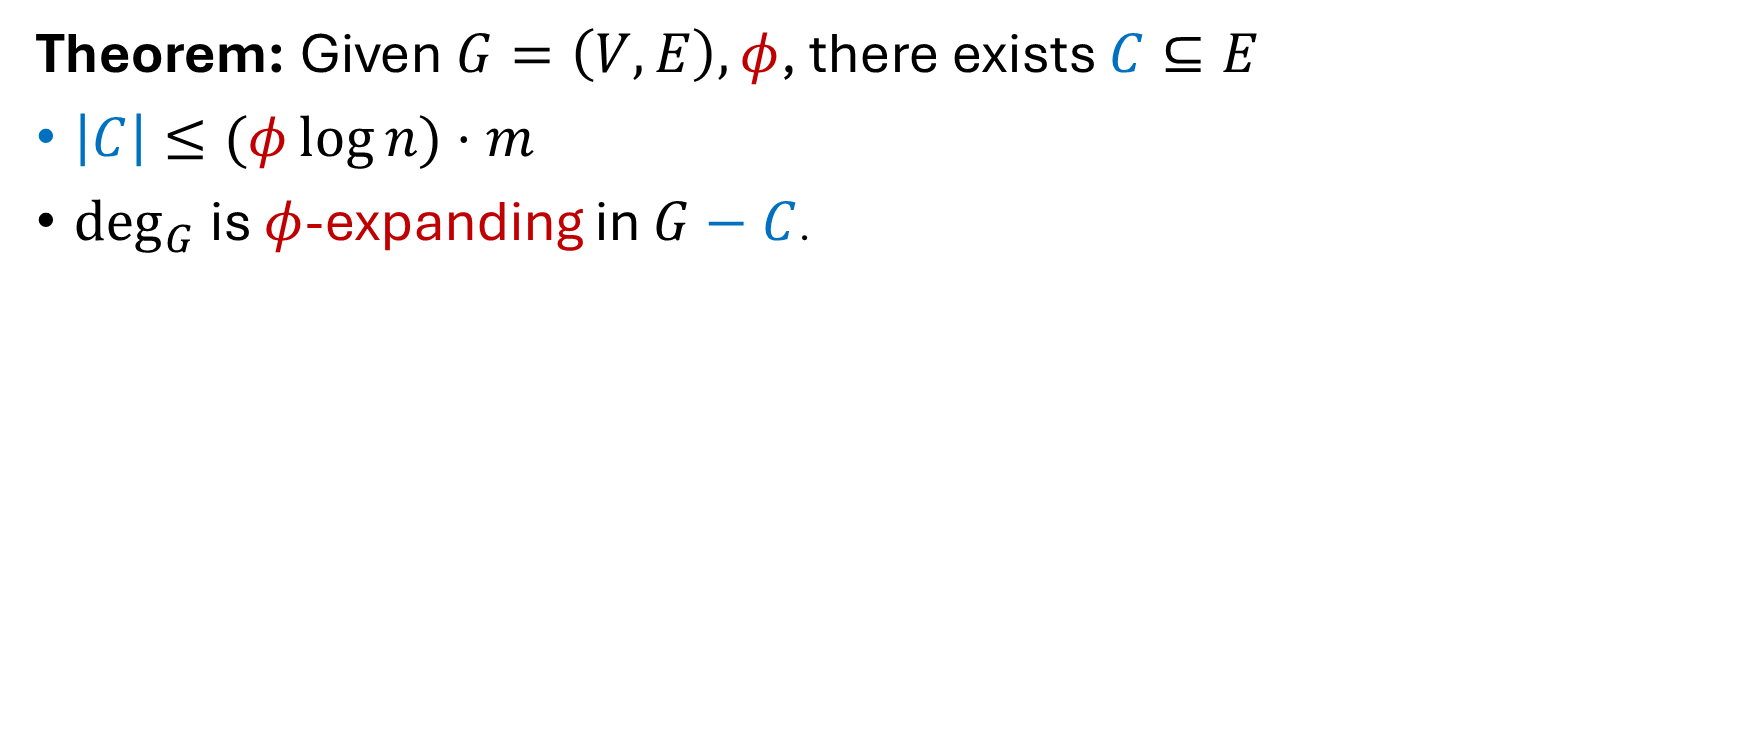 Theorem: Given 𝐺 = (𝑉, 𝐸), 𝜙, there exists 𝐶 ⊆ 𝐸
• |𝐶| ≤ (𝜙 log 𝑛) · 𝑚
• deg_𝐺 is 𝜙-expanding in 𝐺 − 𝐶.